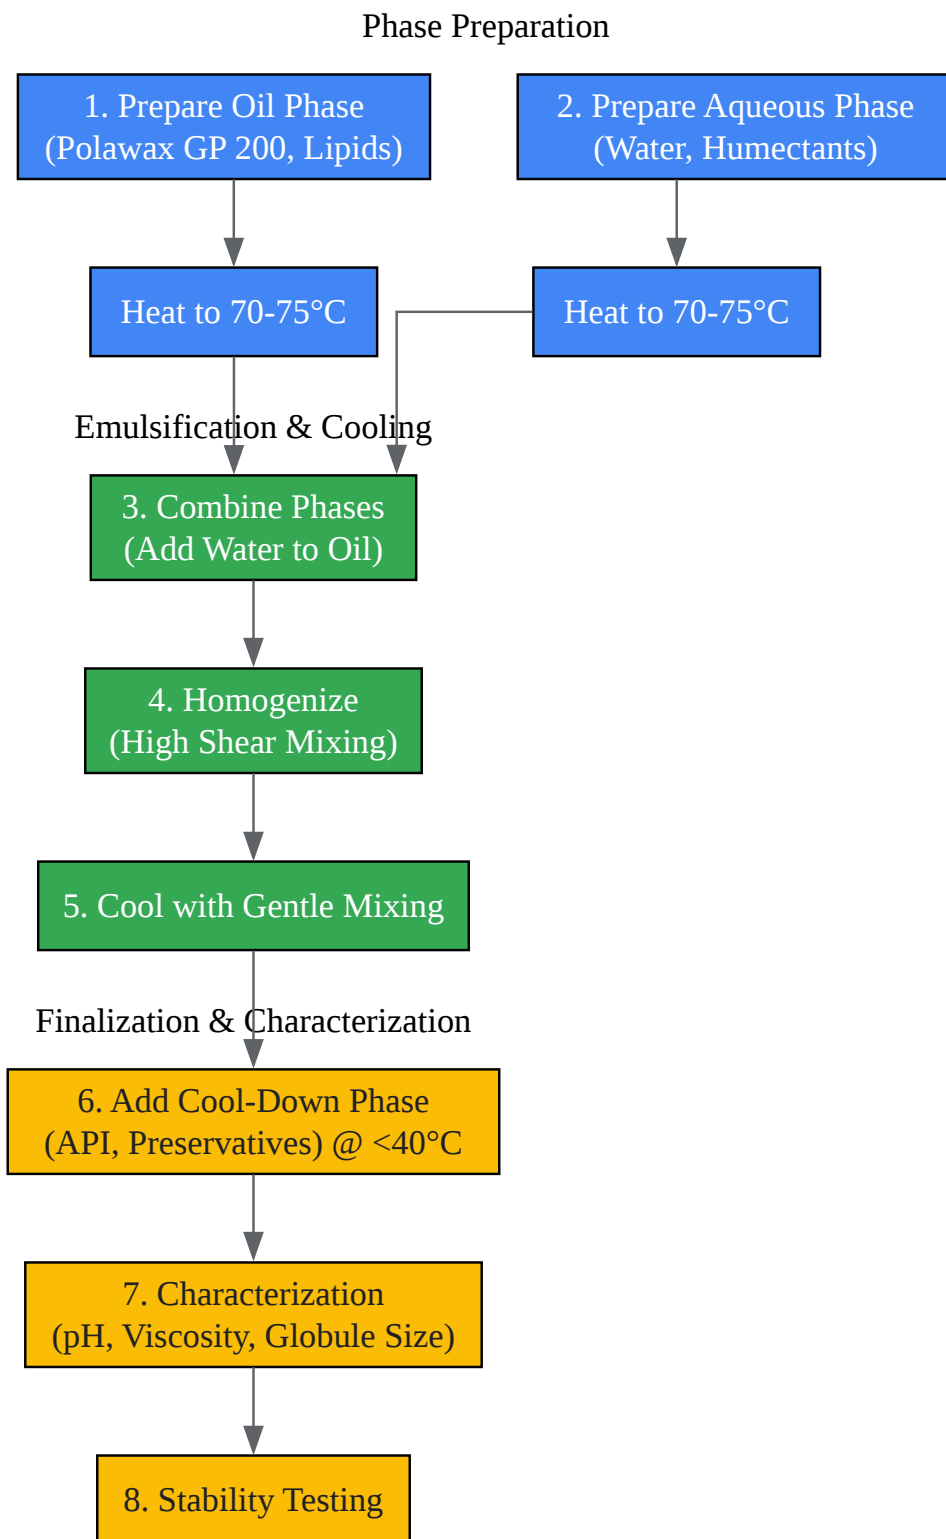 Phase Preparation
1. Prepare Oil Phase
(Polawax GP 200, Lipids)
2. Prepare Aqueous Phase
(Water, Humectants)
Heat to 70-75°C
Heat to 70-75°C
Emulsification & Cooling
3. Combine Phases
(Add Water to Oil)
4. Homogenize
(High Shear Mixing)
5. Cool with Gentle Mixing
Finalization & Characterization
6. Add Cool-Down Phase
(API, Preservatives) @ <40°C
7. Characterization
(pH, Viscosity, Globule Size)
8. Stability Testing